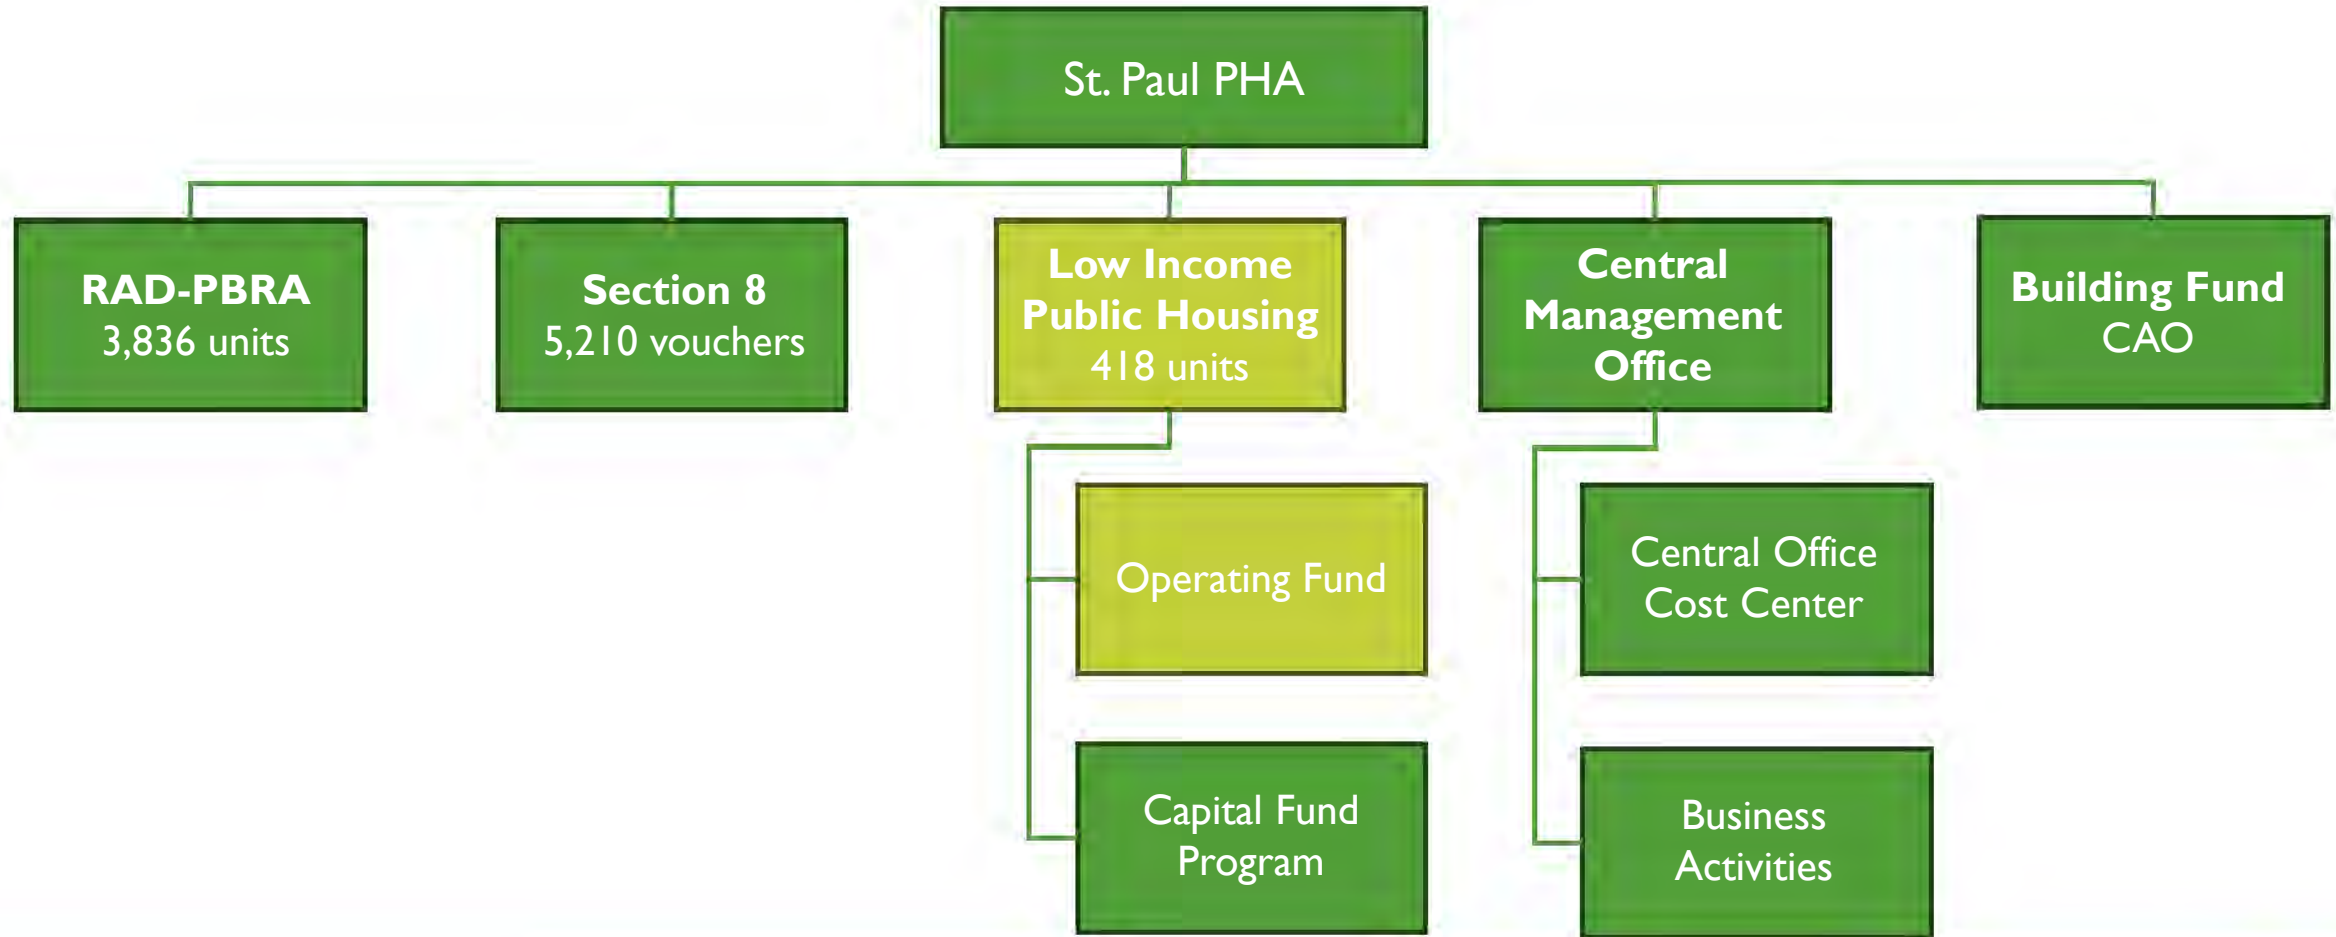 St. Paul PHA
RAD-PBRA
3,836 units
Section 8
5,210 vouchers
Low Income
Public Housing
418 units
Central
Management
Office
Building Fund
CAO
Operating Fund
Capital Fund
Program
Central Office
Cost Center
Business
Activities